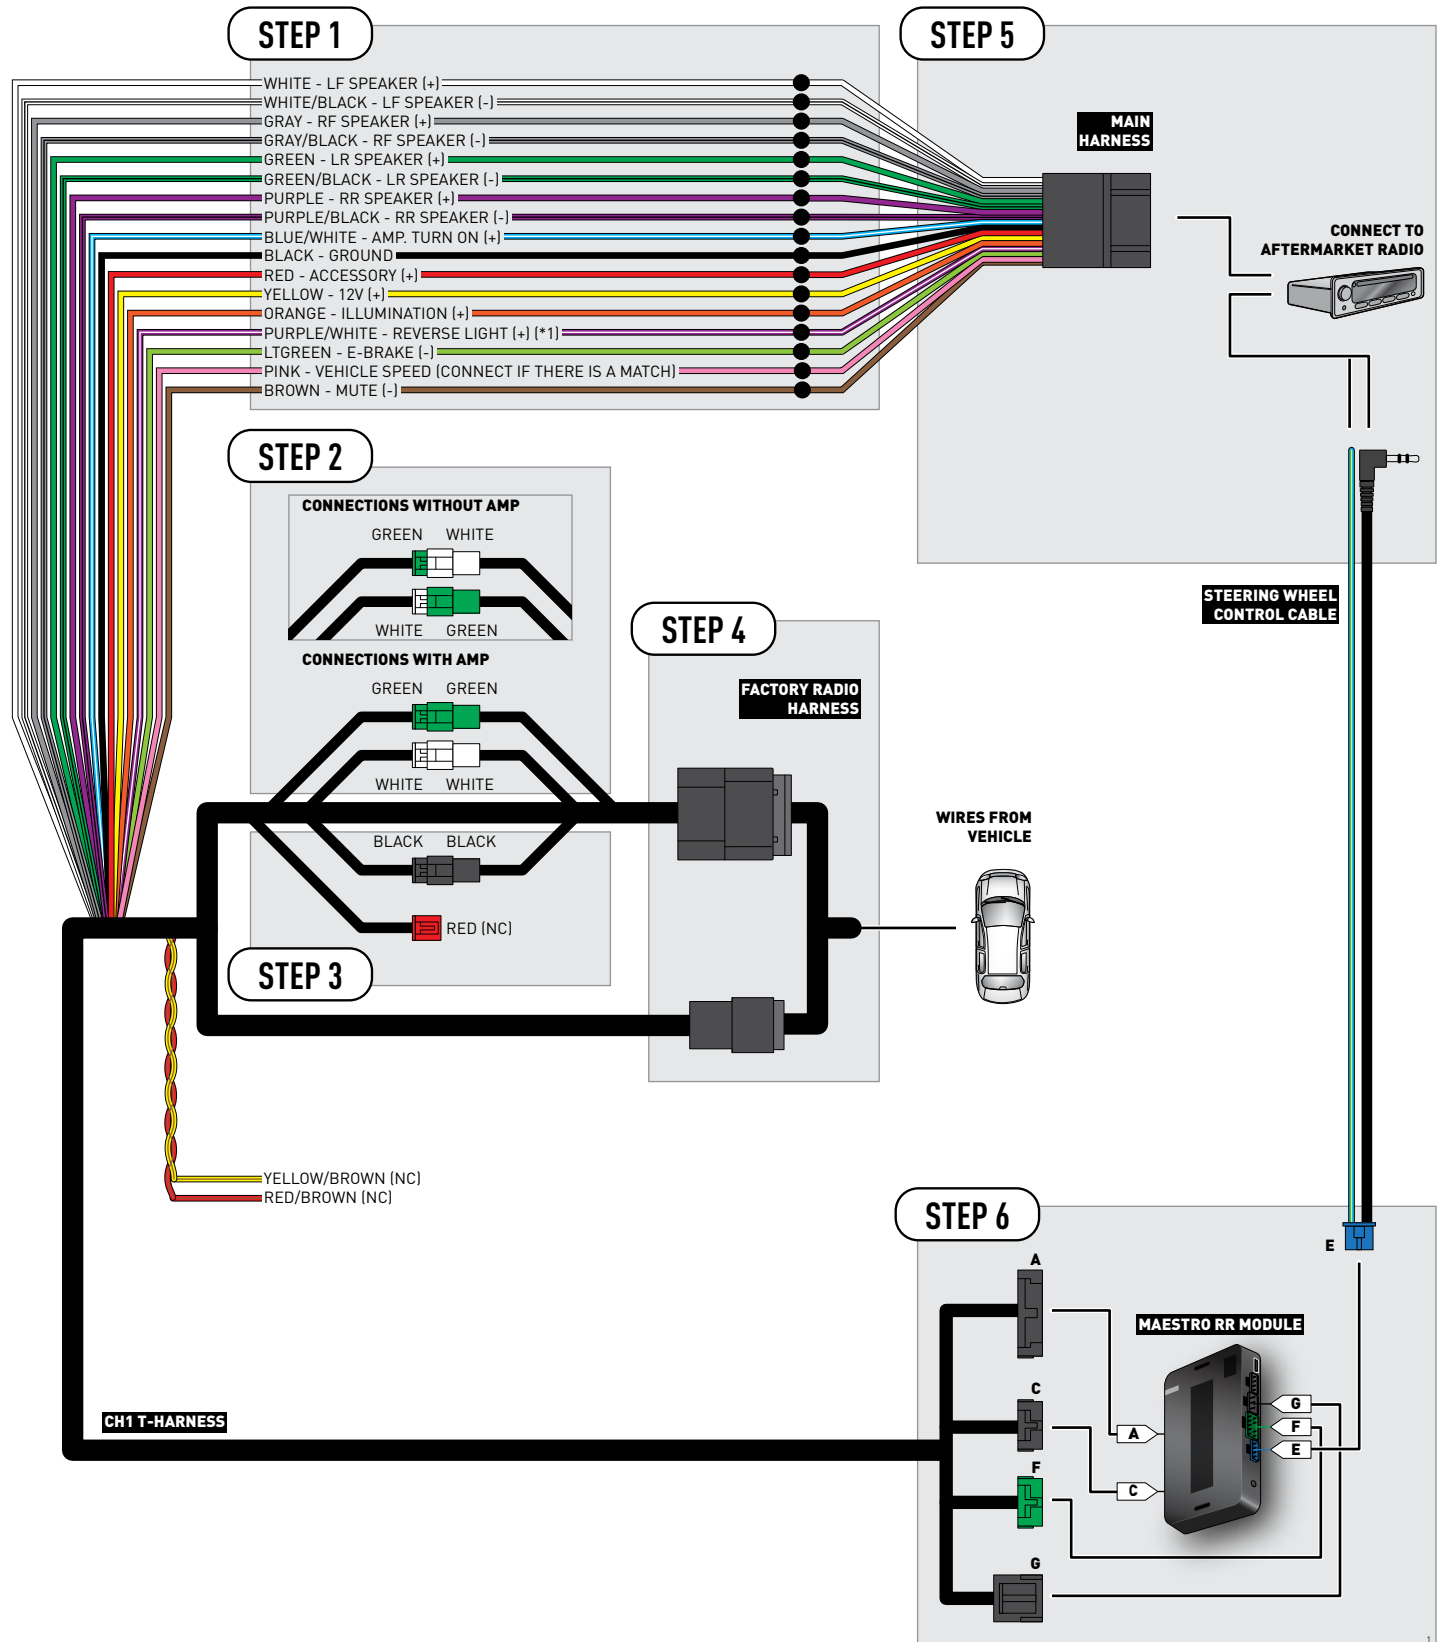 STEP 1
WHITE - LF SPEAKER (+)
WHITE/BLACK - LF SPEAKER (-)
GRAY - RF SPEAKER (+)
GRAY/BLACK - RF SPEAKER (-)
GREEN - LR SPEAKER (+)
GREEN/BLACK - LR SPEAKER (-)
PURPLE - RR SPEAKER (+)
PURPLE/BLACK - RR SPEAKER (-)
BLUE/WHITE - AMP. TURN ON (+)
BLACK - GROUND
RED - ACCESSORY (+)
YELLOW - 12V (+)
ORANGE - ILLUMINATION (+)
PURPLE/WHITE - REVERSE LIGHT (+) (*1)
LTGREEN - E-BRAKE (-)
PINK - VEHICLE SPEED (CONNECT IF THERE IS A MATCH)
BROWN - MUTE (-)
STEP 5
MAIN
HARNESS
CONNECT TO
AFTERMARKET RADIO
STEERING WHEEL
CONTROL CABLE
STEP 2
CONNECTIONS WITHOUT AMP
GREEN WHITE
WHITE GREEN
CONNECTIONS WITH AMP
GREEN GREEN
WHITE WHITE
BLACK BLACK
RED (NC)
STEP 3
STEP 4
FACTORY RADIO
HARNESS
WIRES FROM
VEHICLE
YELLOW/BROWN (NC)
RED/BROWN (NC)
CH1 T-HARNESS
STEP 6
E
A
C
F
G
MAESTRO RR MODULE
A
C
G
F
E
1